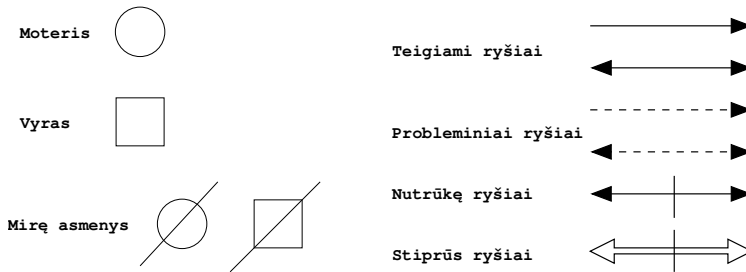 Moteris
Vyras
Mirę asmenys
Teigiami ryšiai
Probleminiai ryšiai
Nutrūkę ryšiai
Stiprūs ryšiai